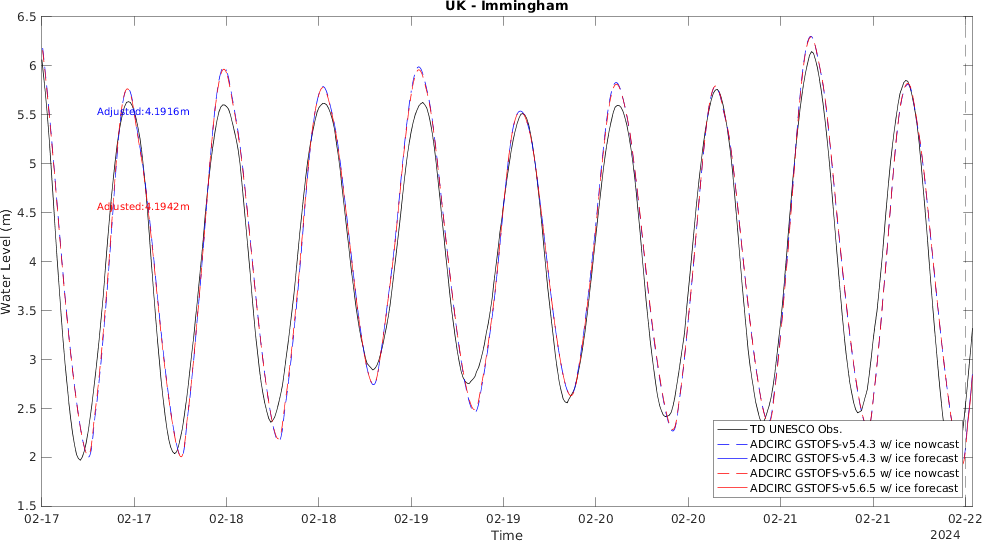 UK - Immingham
6.5
6
5.5
5
4.5
4
3.5
3
2.5
2
1.5
Water Level (m)
Adjusted:4.1916m
Adjusted:4.1942m
TD UNESCO Obs.
ADCIRC GSTOFS-v5.4.3 w/ ice nowcast
ADCIRC GSTOFS-v5.4.3 w/ ice forecast
ADCIRC GSTOFS-v5.6.5 w/ ice nowcast
ADCIRC GSTOFS-v5.6.5 w/ ice forecast
02-17 02-17 02-18 02-18 02-19 02-19 02-20 02-20 02-21 02-21 02-22
Time
2024